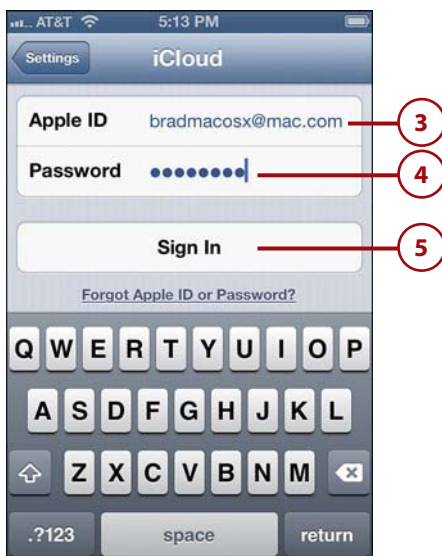 AT&T 5:13 PM
Settings iCloud
Apple ID bradmacosx@mac.com 3
Password ●●●●●●●● 4
Sign In 5
Forgot Apple ID or Password?
Q W E R T Y U I O P
A S D F G H J K L
Z X C V B N M
.?123 space return